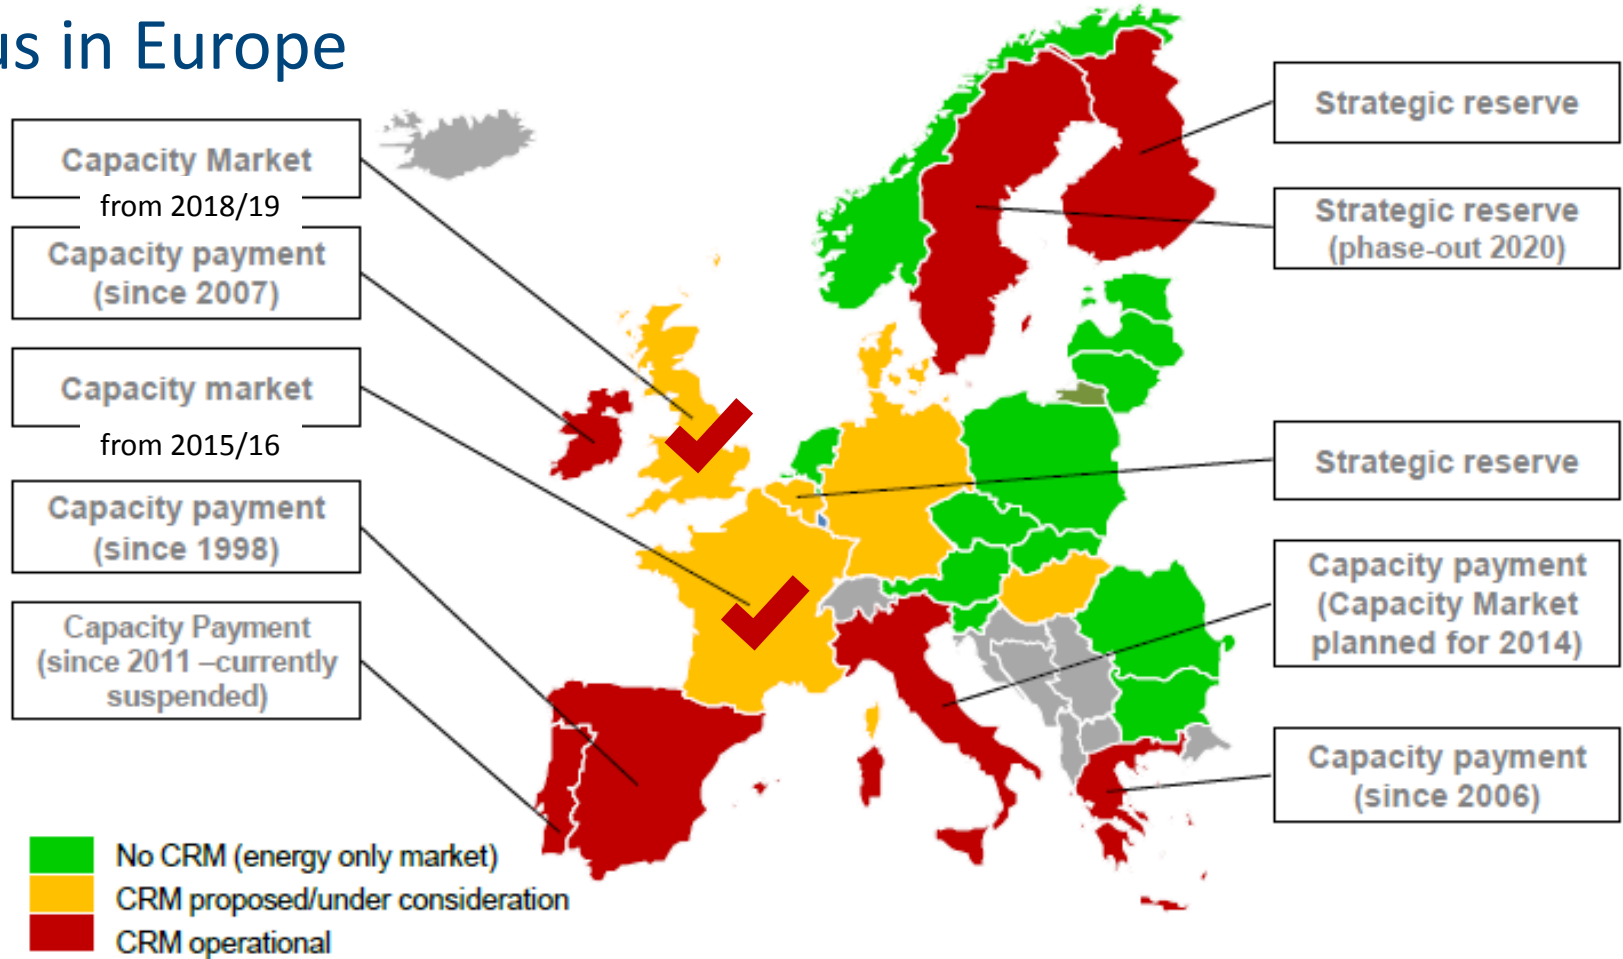 us in Europe
Capacity Market
from 2018/19
Capacity payment
(since 2007)
Capacity market
from 2015/16
Capacity payment
(since 1998)
Capacity Payment
(since 2011 –currently
suspended)
Strategic reserve
Strategic reserve
(phase-out 2020)
Strategic reserve
Capacity payment
(Capacity Market
planned for 2014)
Capacity payment
(since 2006)
No CRM (energy only market)
CRM proposed/under consideration
CRM operational